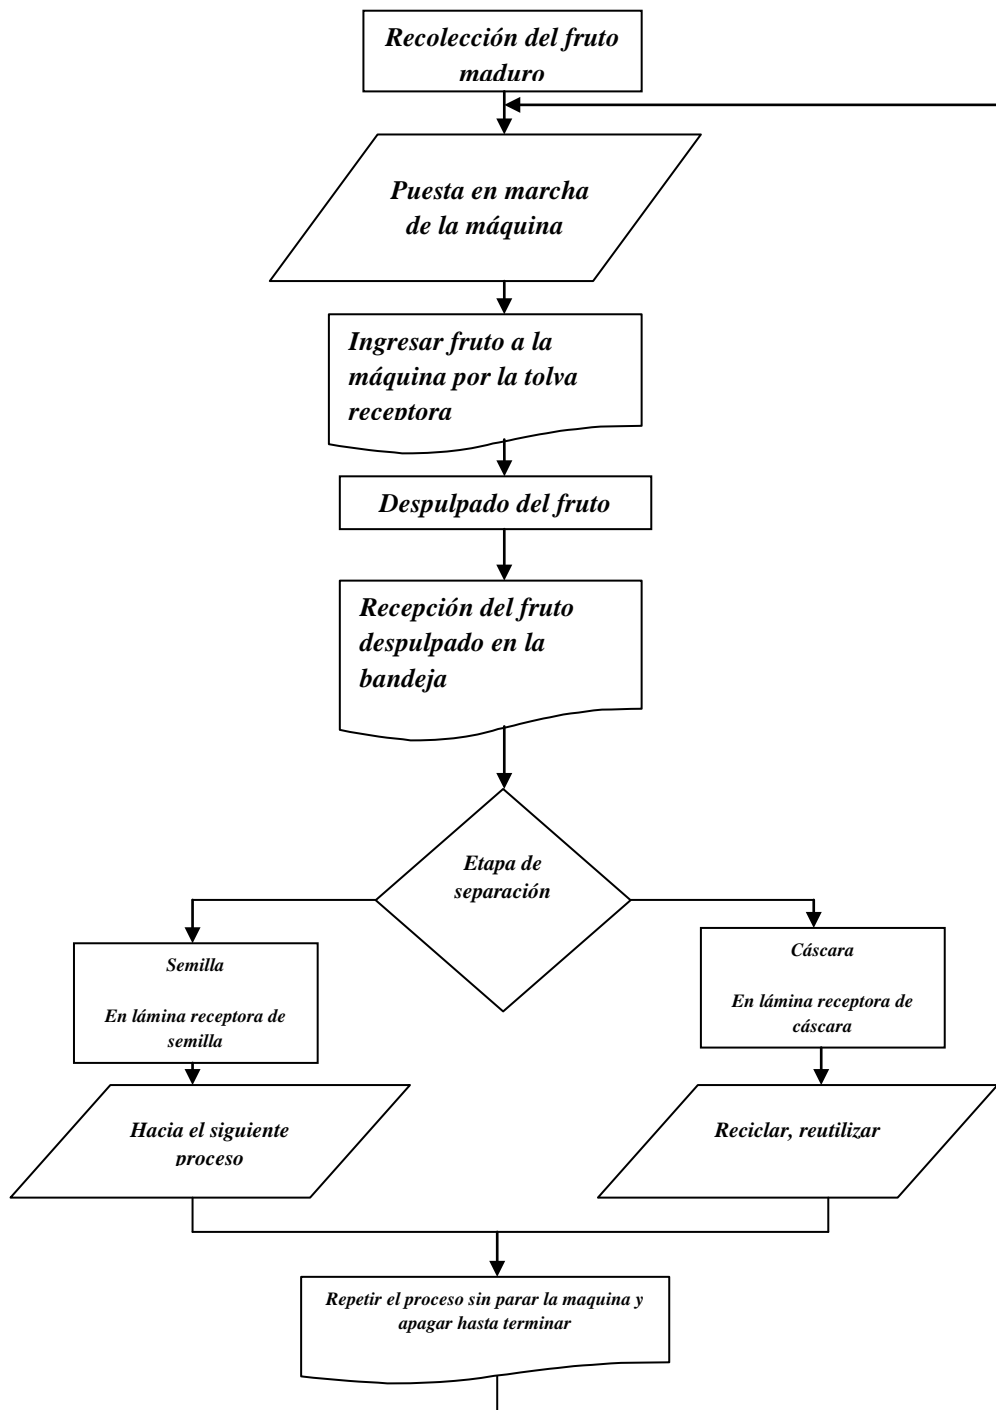 Recolección del fruto
maduro
Puesta en marcha
de la máquina
Ingresar fruto a la
máquina por la tolva
receptora
Despulpado del fruto
Recepción del fruto
despulpado en la
bandeja
Etapa de
separación
Semilla
En lámina receptora de
semilla
Cáscara
En lámina receptora de
cáscara
Hacia el siguiente
proceso
Reciclar, reutilizar
Repetir el proceso sin parar la maquina y
apagar hasta terminar